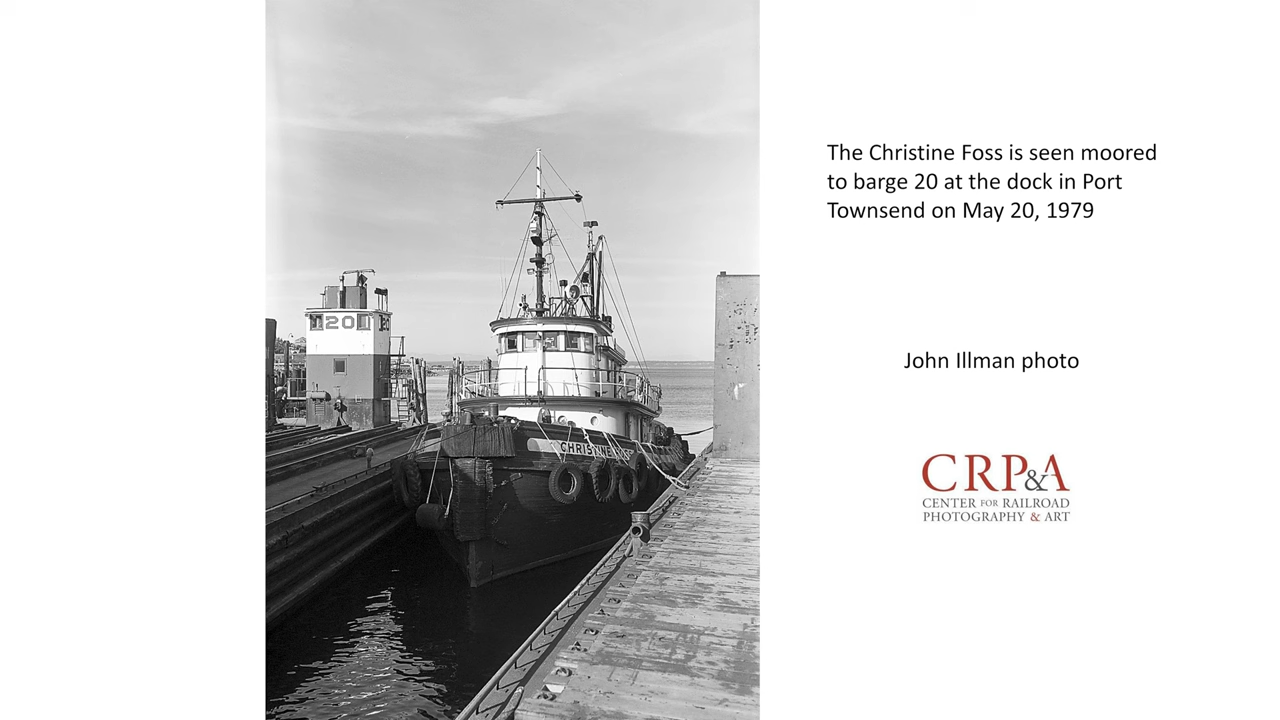 20
CHRISTINE FOSS
The Christine Foss is seen moored
to barge 20 at the dock in Port
Townsend on May 20, 1979
John Illman photo
CRP&A
CENTER FOR RAILROAD
PHOTOGRAPHY & ART